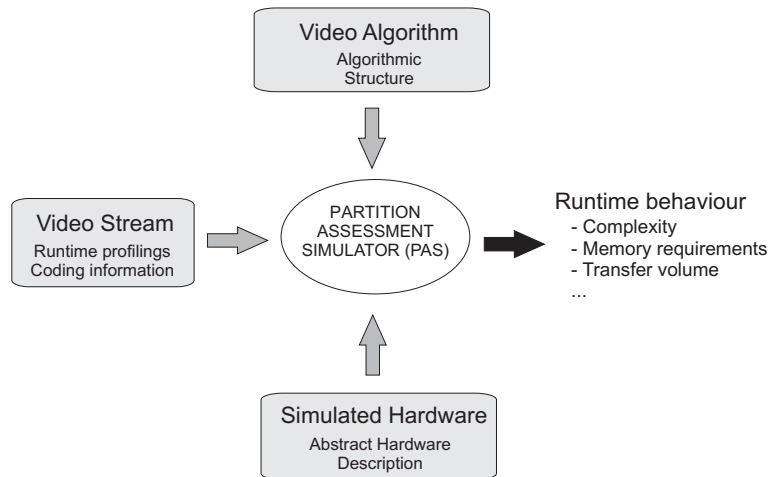 Video Algorithm
Algorithmic
Structure
Video Stream
Runtime profilings
Coding information
PARTITION
ASSESSMENT
SIMULATOR (PAS)
Runtime behaviour
- Complexity
- Memory requirements
- Transfer volume
...
Simulated Hardware
Abstract Hardware
Description